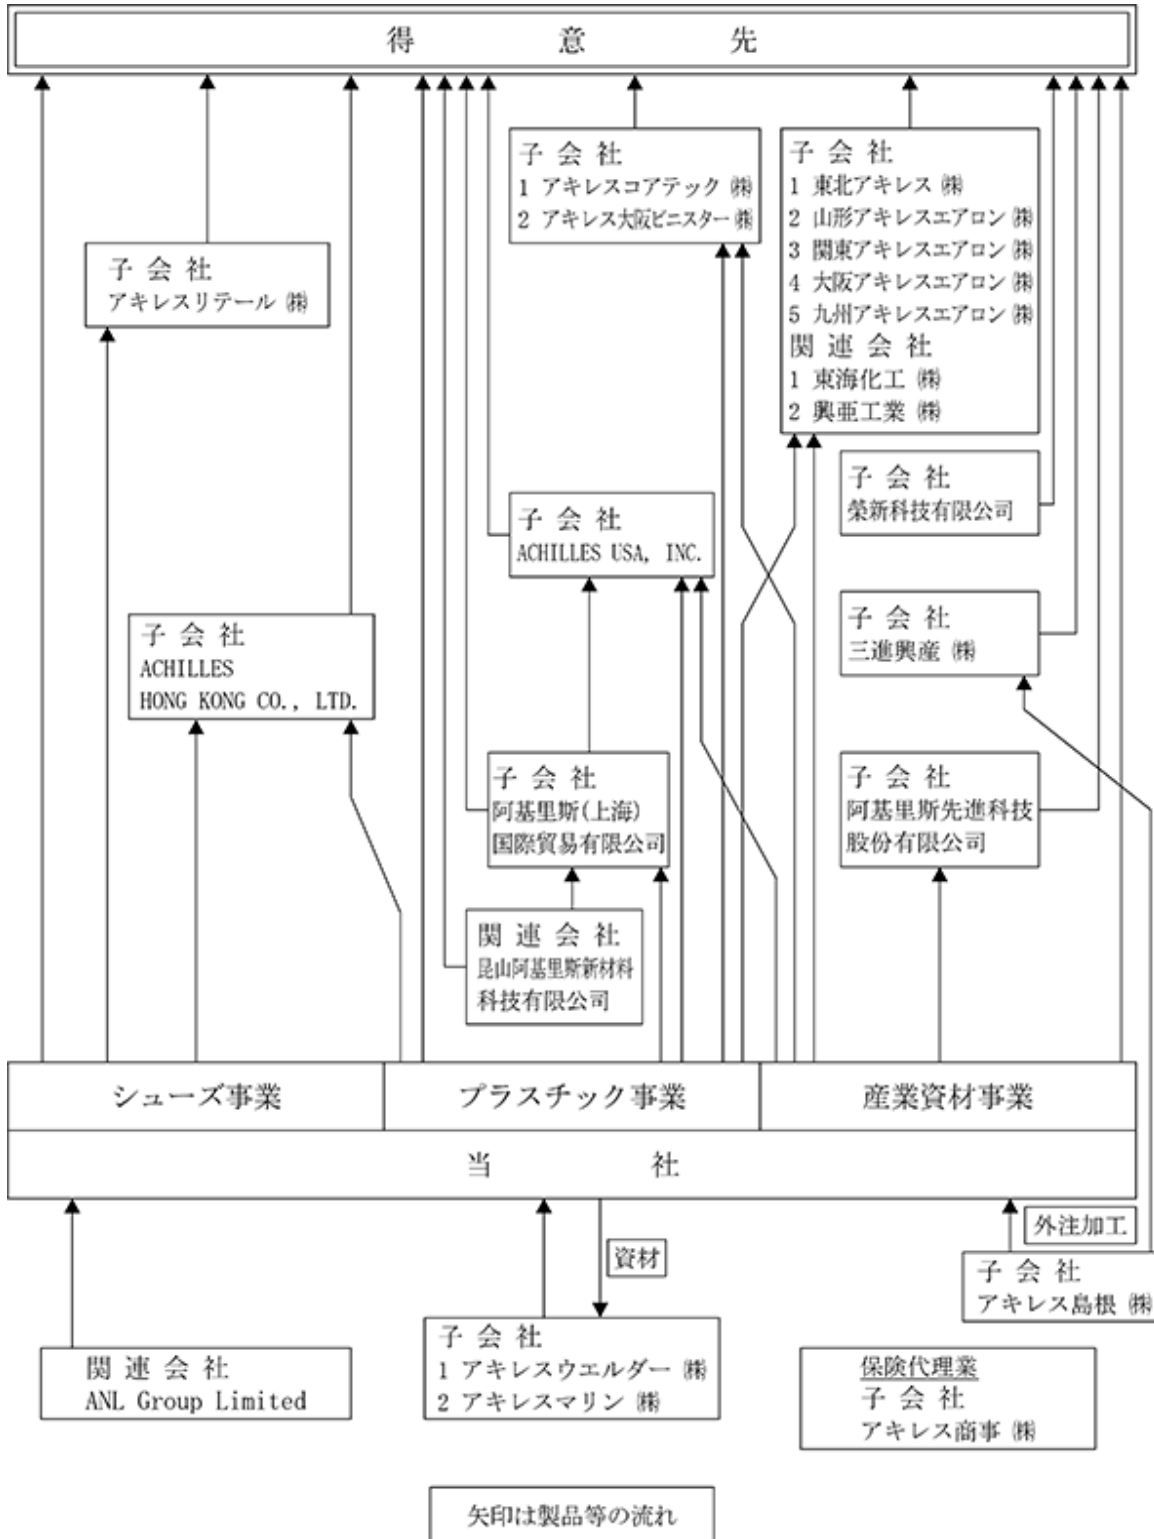 得意先
子会社
1 アキレスコアテック ㈱
2 アキレス大阪ビニスター ㈱
子会社
1 東北アキレス ㈱
2 山形アキレスエアロン ㈱
3 関東アキレスエアロン ㈱
4 大阪アキレスエアロン ㈱
5 九州アキレスエアロン ㈱
関連会社
1 東海化工 ㈱
2 興亜工業 ㈱
子会社
アキレスリテール ㈱
子会社
榮新科技有限公司
子会社
ACHILLES USA, INC.
子会社
三進興産 ㈱
子会社
ACHILLES
HONG KONG CO., LTD.
子会社
阿基里斯(上海)
国際貿易有限公司
子会社
阿基里斯先進科技
股份有限公司
関連会社
昆山阿基里斯新材料
科技有限公司
シューズ事業
プラスチック事業
産業資材事業
当社
外注加工
資材
子会社
アキレス島根 ㈱
関連会社
ANL Group Limited
子会社
1 アキレスウエルダー ㈱
2 アキレスマリン ㈱
保険代理業
子会社
アキレス商事 ㈱
矢印は製品等の流れ